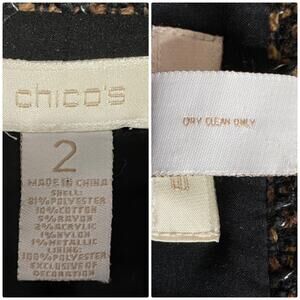 chico's
2
MADE IN CHINA
SHELL:
81% POLYESTER
10% COTTON
5% RAYON
2% ACRYLIC
1% NYLON
1% METALLIC
LINING:
100% POLYESTER
EXCLUSIVE OF
DECORATION
DRY CLEAN ONLY